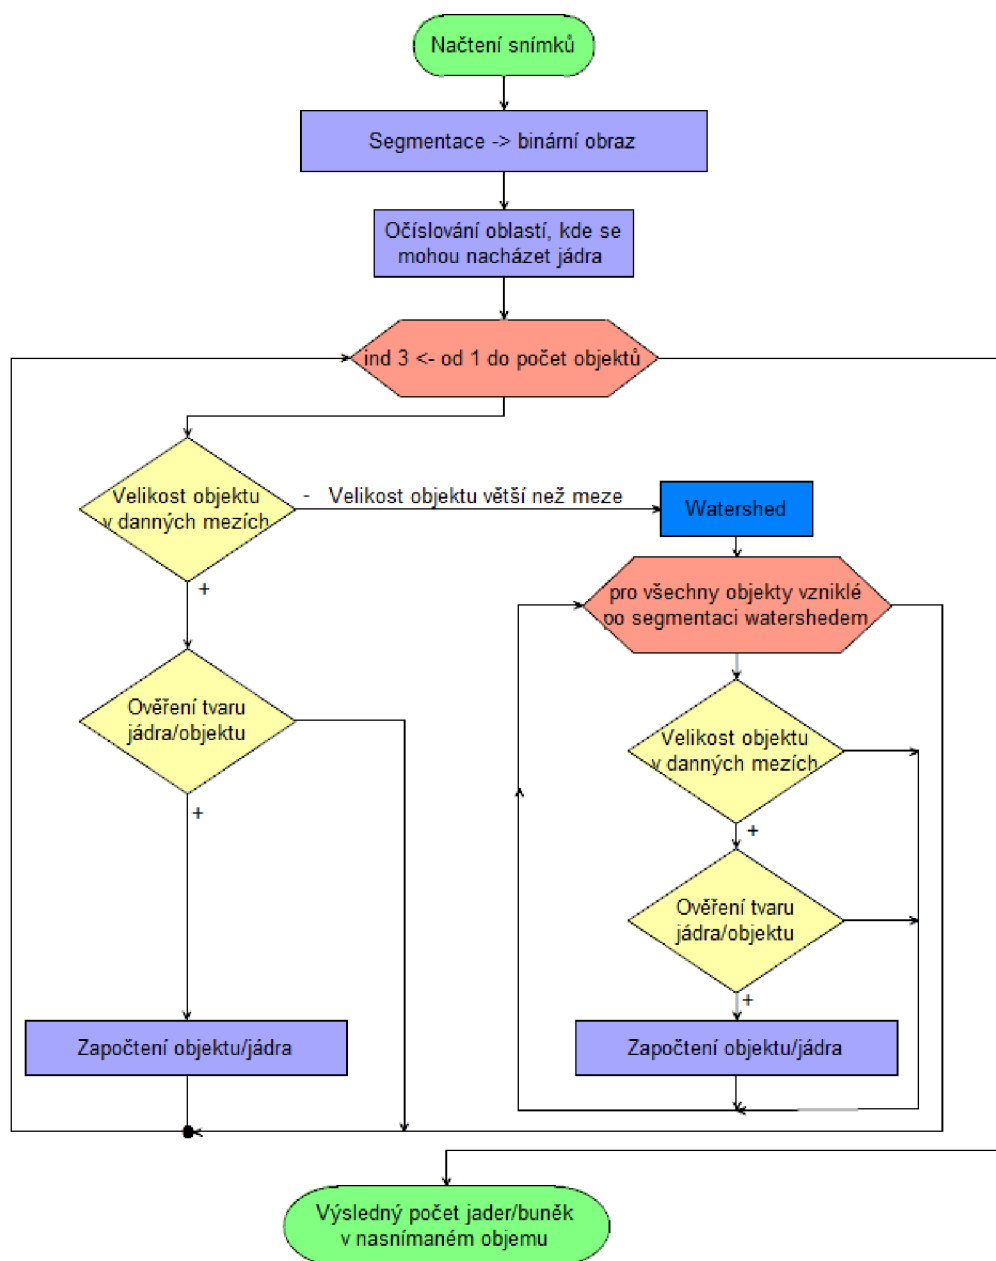 Načtení snímků
Segmentace -> binární obraz
Očíslování oblastí, kde se
mohou nacházet jádra
ind 3 <- od 1 do počet objektů
Velikost objektu
v daných mezích
- Velikost objektu větší než meze
Watershed
+
pro všechny objekty vzniklé
po segmentaci watershedem
Ověření tvaru
jádra/objektu
Velikost objektu
v daných mezích
+
+
Ověření tvaru
jádra/objektu
+
Započtení objektu/jádra
Započtení objektu/jádra
Výsledný počet jader/buněk
v nasnímaném objemu